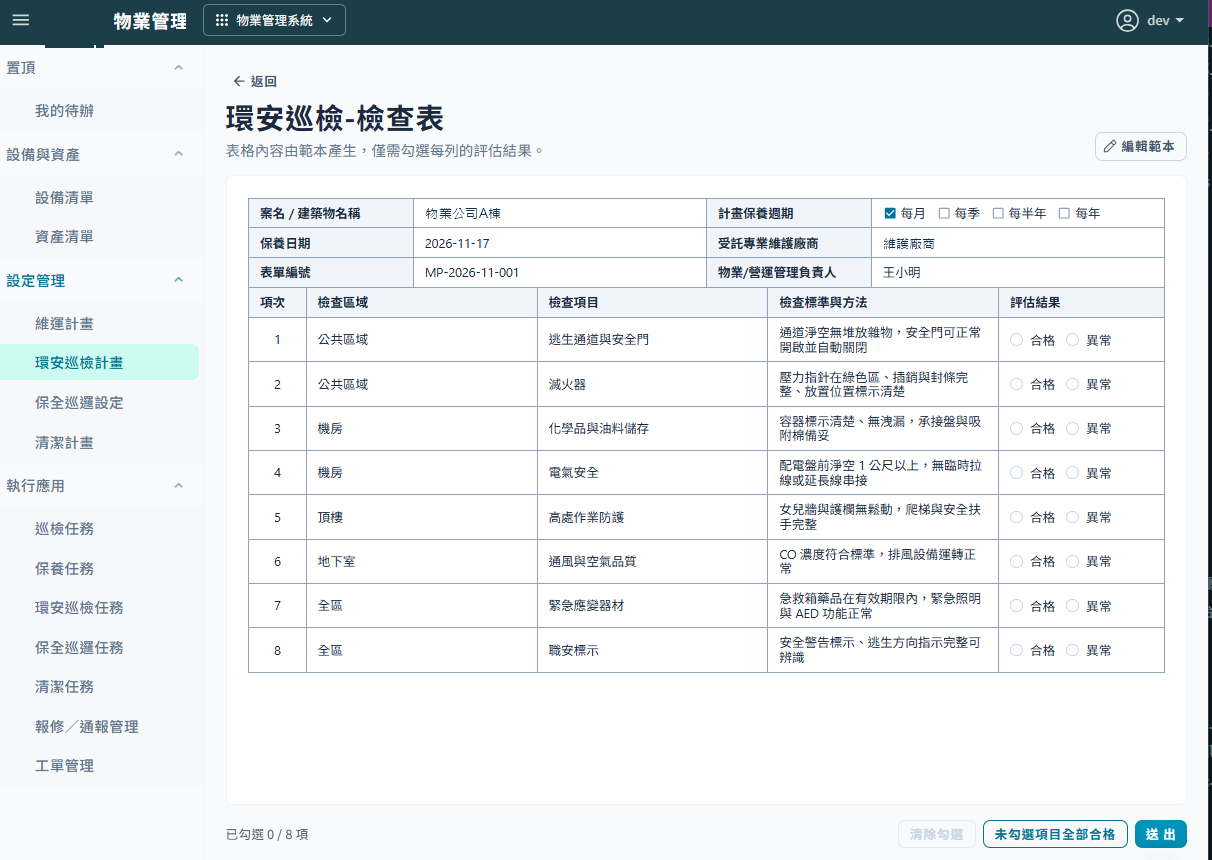 物業管理
物業管理系統
dev
置頂
我的待辦
設備與資產
設備清單
資產清單
設定管理
維運計畫
環安巡檢計畫
保全巡邏設定
清潔計畫
執行應用
巡檢任務
保養任務
環安巡檢任務
保全巡邏任務
清潔任務
報修／通報管理
工單管理
返回
環安巡檢-檢查表
表格內容由範本產生，僅需勾選每列的評估結果。
編輯範本
案名 / 建築物名稱 物業公司A棟 計畫保養週期 每月 每季 每半年 每年
保養日期 2026-11-17 受託專業維護廠商 維護廠商
表單編號 MP-2026-11-001 物業/營運管理負責人 王小明
項次 檢查區域 檢查項目 檢查標準與方法 評估結果
1 公共區域 逃生通道與安全門 通道淨空無堆放雜物，安全門可正常
開啟並自動關閉 合格 異常
2 公共區域 滅火器 壓力指針在綠色區、插銷與封條完
整、放置位置標示清楚 合格 異常
3 機房 化學品與油料儲存 容器標示清楚、無洩漏，承接盤與吸
附棉備妥 合格 異常
4 機房 電氣安全 配電盤前淨空 1 公尺以上，無臨時拉
線或延長線串接 合格 異常
5 頂樓 高處作業防護 女兒牆與護欄無鬆動，爬梯與安全扶
手完整 合格 異常
6 地下室 通風與空氣品質 CO 濃度符合標準，排風設備運轉正
常 合格 異常
7 全區 緊急應變器材 急救箱藥品在有效期限內，緊急照明
與 AED 功能正常 合格 異常
8 全區 職安標示 安全警告標示、逃生方向指示完整可
辨識 合格 異常
已勾選 0 / 8 項
清除勾選
未勾選項目全部合格
送 出